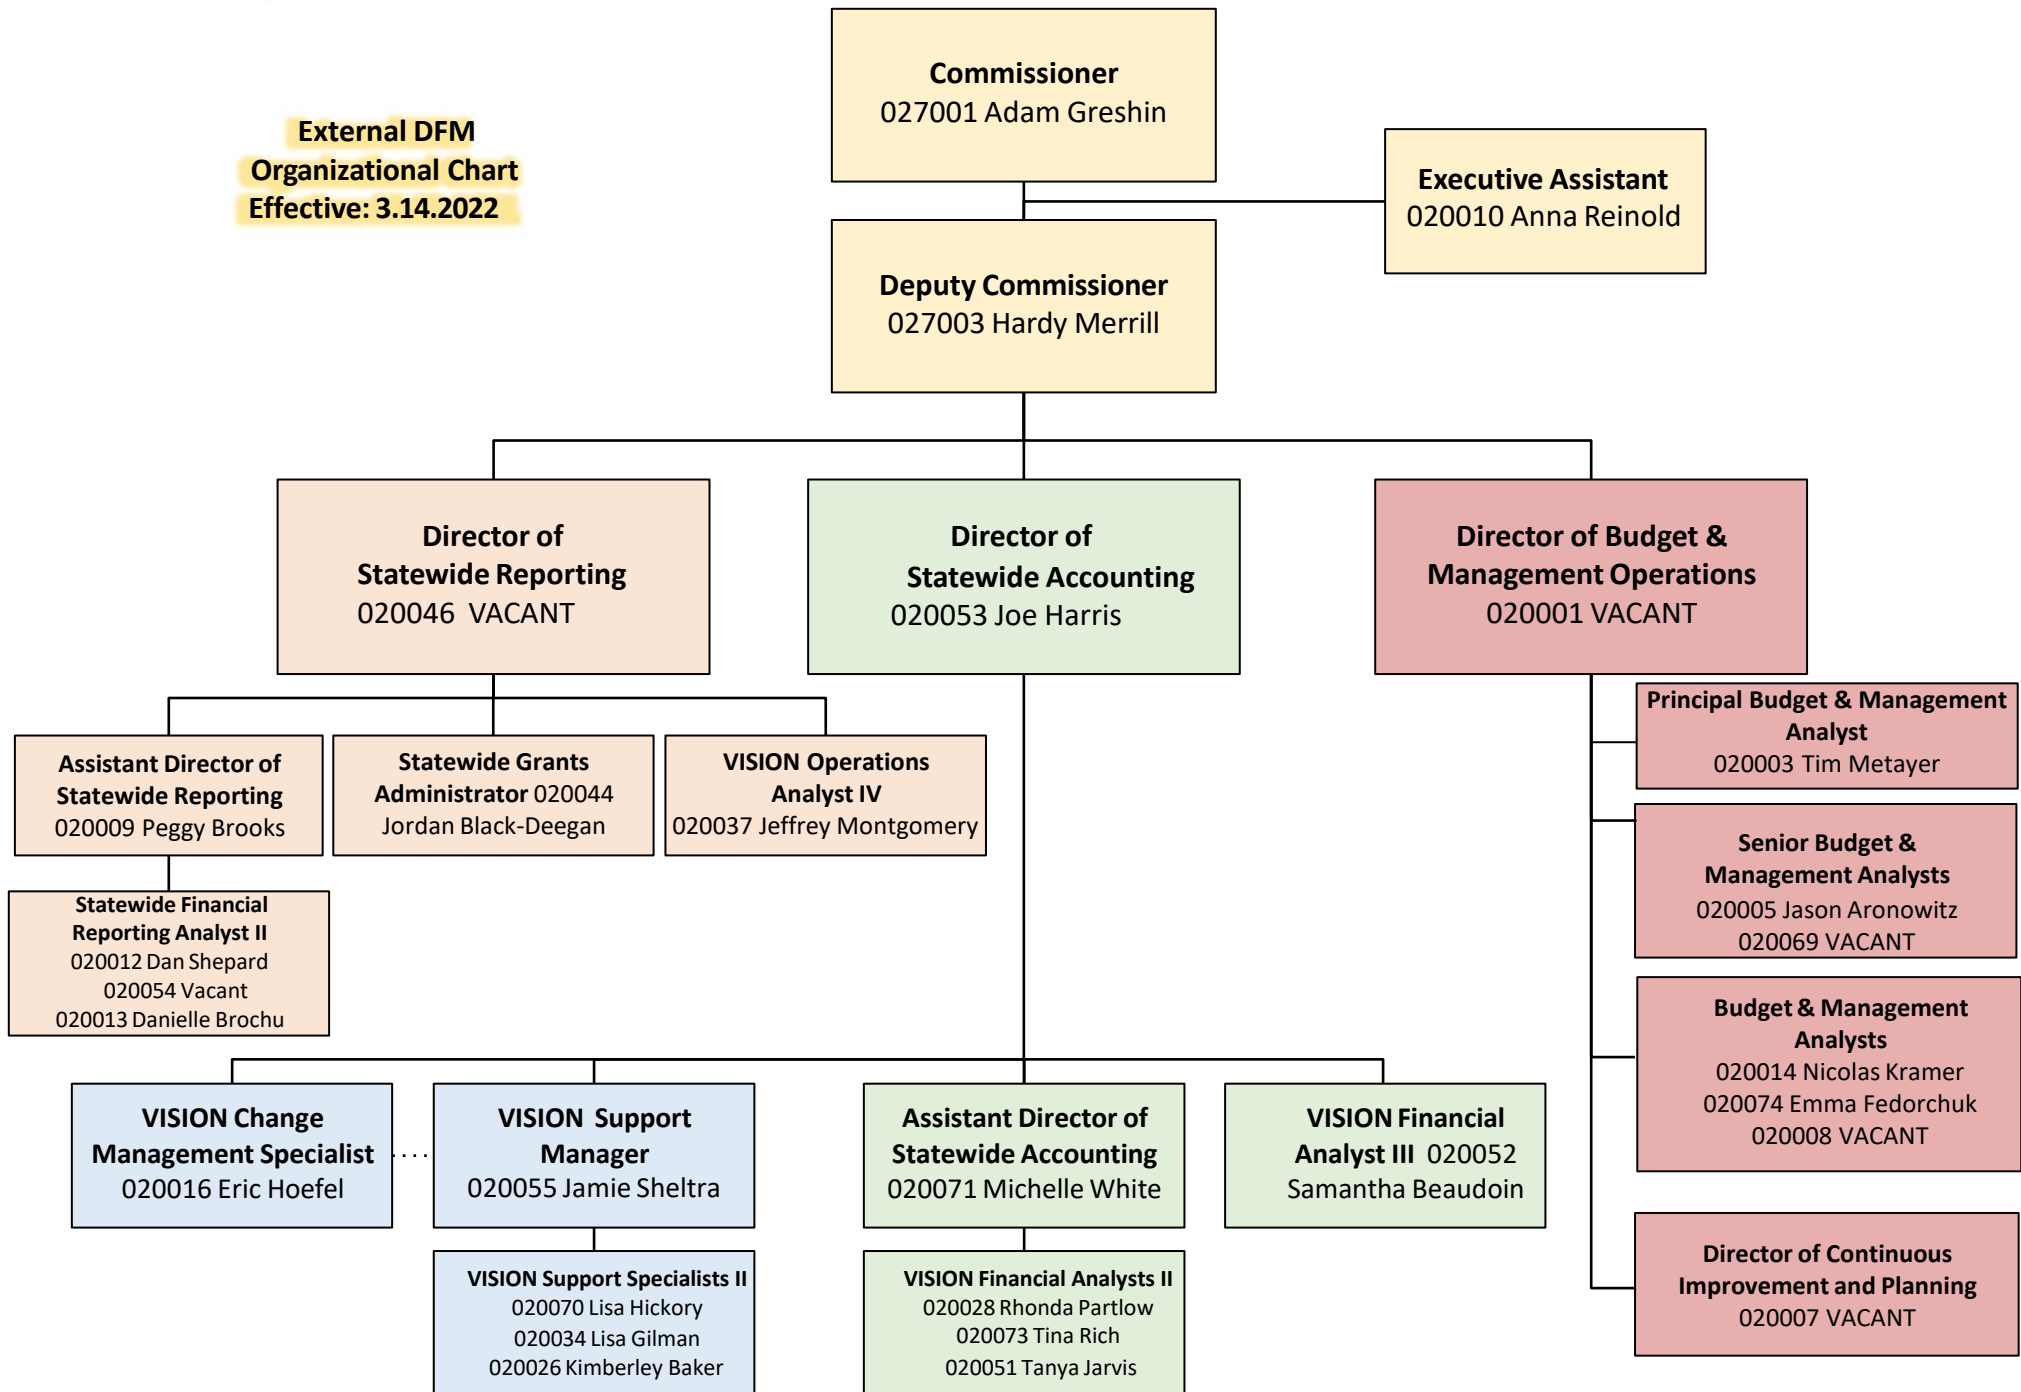 Commissioner
027001 Adam Greshin
External DFM
Organizational Chart
Effective: 3.14.2022
Executive Assistant
020010 Anna Reinold
Deputy Commissioner
027003 Hardy Merrill
Director of
Statewide Reporting
020046 VACANT
Director of
Statewide Accounting
020053 Joe Harris
Director of Budget &
Management Operations
020001 VACANT
Assistant Director of
Statewide Reporting
020009 Peggy Brooks
Statewide Grants
Administrator 020044
Jordan Black-Deegan
VISION Operations
Analyst IV
020037 Jeffrey Montgomery
Statewide Financial
Reporting Analyst II
020012 Dan Shepard
020054 Vacant
020013 Danielle Brochu
Principal Budget & Management
Analyst
020003 Tim Metayer
Senior Budget &
Management Analysts
020005 Jason Aronowitz
020069 VACANT
Budget & Management
Analysts
020014 Nicolas Kramer
020074 Emma Fedorchuk
020008 VACANT
Director of Continuous
Improvement and Planning
020007 VACANT
VISION Change
Management Specialist
020016 Eric Hoefel
VISION Support
Manager
020055 Jamie Sheltra
Assistant Director of
Statewide Accounting
020071 Michelle White
VISION Financial
Analyst III 020052
Samantha Beaudoin
VISION Support Specialists II
020070 Lisa Hickory
020034 Lisa Gilman
020026 Kimberley Baker
VISION Financial Analysts II
020028 Rhonda Partlow
020073 Tina Rich
020051 Tanya Jarvis